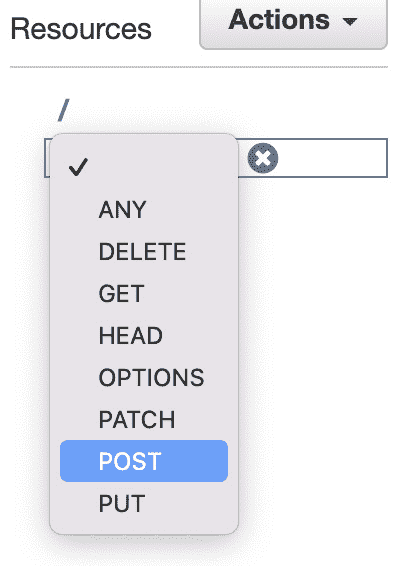 Resources
Actions
/
ANY
DELETE
GET
HEAD
OPTIONS
PATCH
POST
PUT